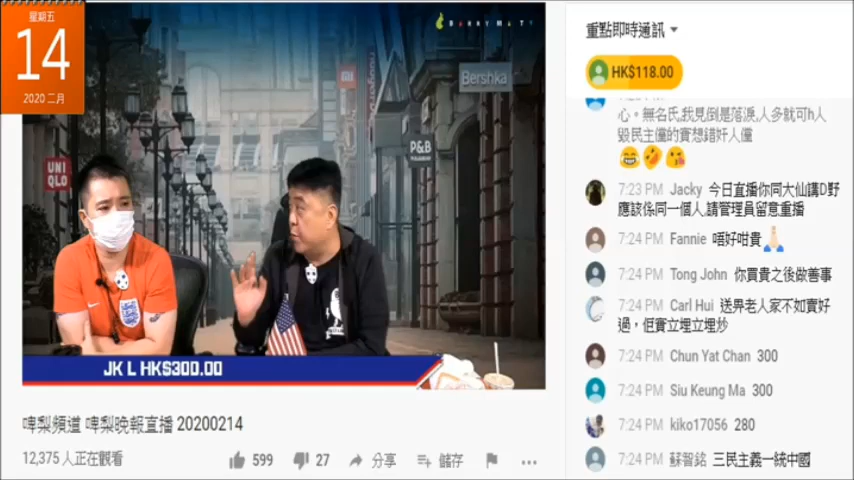 星期五
14
2020 二月
BARRYMATT
Bershka
P&B
UNI
QLO
JK L HK$300.00
啤梨頻道 啤梨晚報直播 20200214
12,375 人正在觀看
599
27
分享
儲存
重點即時通訊
HK$118.00
心。無名氏,我見倒是落淚,人多就可h人
毀民主儻的實想錯奸人儻
7:23 PM Jacky 今日直播你同大仙講D野
應該係同一個人,請管理員留意重播
7:24 PM Fannie 唔好咁貴🙏
7:24 PM Tong John 你買貴之後做善事
7:24 PM Carl Hui 送畀老人家不如賣好
過，佢實立埋立埋炒
7:24 PM Chun Yat Chan 300
7:24 PM Siu Keung Ma 300
7:24 PM kiko17056 280
7:24 PM 蘇智銘 三民主義一統中國